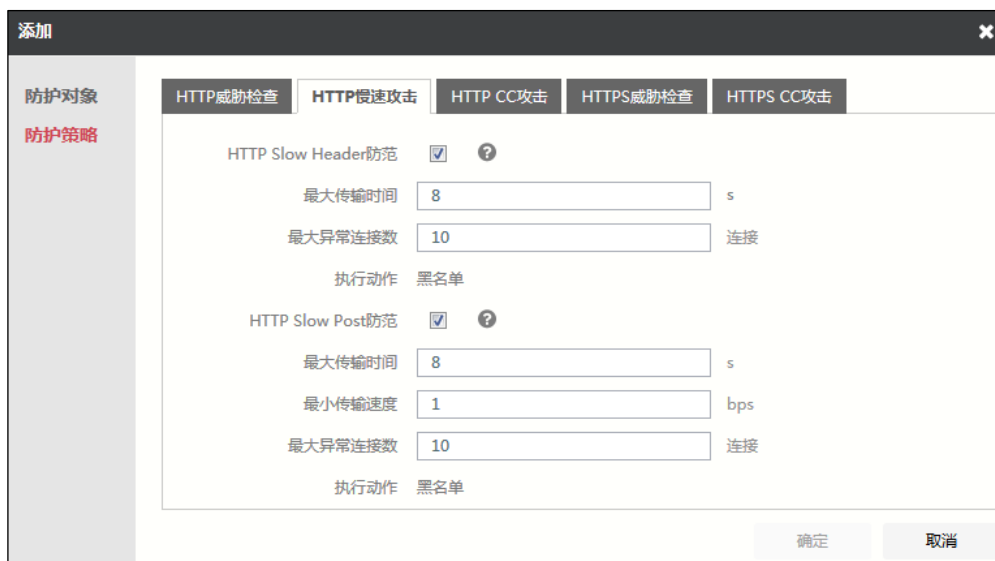 添加
防护对象
防护策略
HTTP威胁检查 HTTP慢速攻击 HTTP CC攻击 HTTPS威胁检查 HTTPS CC攻击
HTTP Slow Header防范
最大传输时间 8 s
最大异常连接数 10 连接
执行动作 黑名单
HTTP Slow Post防范
最大传输时间 8 s
最小传输速度 1 bps
最大异常连接数 10 连接
执行动作 黑名单
确定 取消